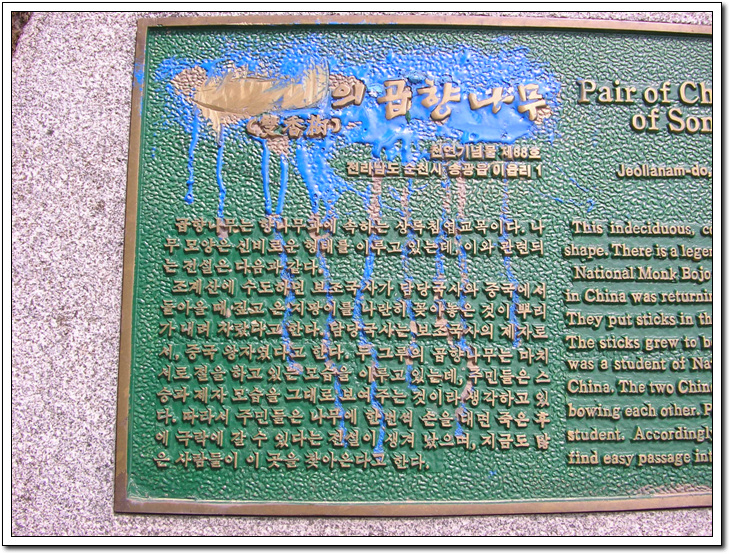 의 곱향나무
(雙香樹)
천연기념물 제88호
전라남도 순천시 송광읍 이읍리 1
곱향나무는 향나무과에 속하는 상록침엽교목이다. 나
무 모양은 신비로운 형태를 이루고 있는데, 이와 관련되
는 전설은 다음과 같다.
조계산에 수도하던 보조국사가 담당국사와 중국에서
돌아올 때 짚고 온 지팡이를 나란히 꽂아놓은 것이 뿌리
가 내려 자랐다고 한다. 담당국사는 보조국사의 제자로
서, 중국 왕자였다고 한다. 두 그루의 곱향나무는 마치
서로 절은 하고 있는 모습을 이루고 있는데, 주민들은 스
승과 제자 모습을 그대로 보여 주는 것이라 생각하고 있
다. 따라서 주민들은 나무에 한번씩 손을 대면 죽은 후
에 극락에 갈 수 있다는 전설이 생겨 났으며, 지금도 많
은 사람들이 이 곳을 찾아온다고 한다.
Pair of Ch
of Son
Jeollanam-do,
This indeciduous, co
shape. There is a lege
National Monk Bojo
in China was returnin
They put sticks in th
The sticks grew to b
was a student of Na
China. The two Chin
bowing each other. P
student. Accordingly
find easy passage int